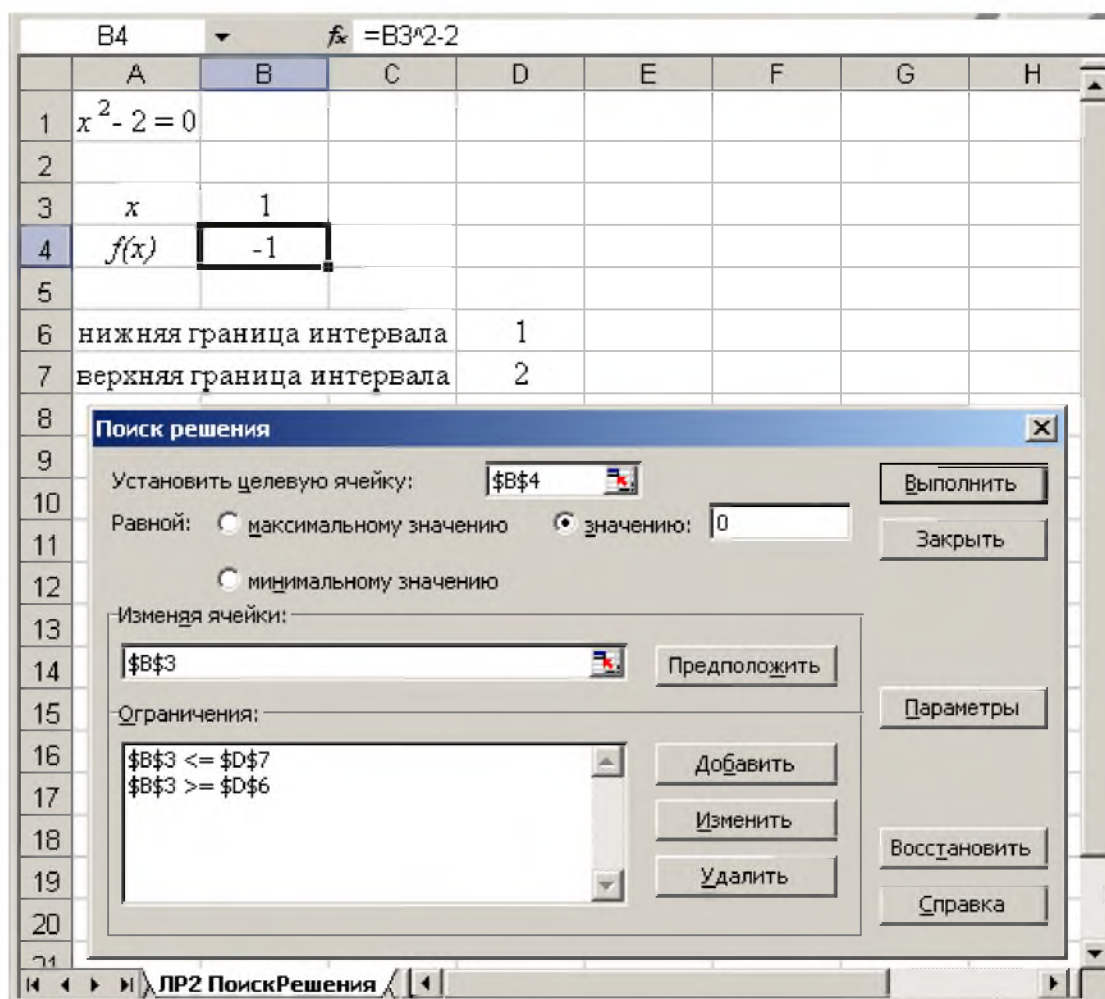 B4 fx =B3^2-2
A B C D E F G H
1 x² - 2 = 0
2
3 x 1
4 f(x) -1
5
6 нижняя граница интервала 1
7 верхняя граница интервала 2
8
Поиск решения
9
Установить целевую ячейку: $B$4 Выполнить
10
Равной: максимальному значению значению: 0
11 Закрыть
12 минимальному значению
13 Изменяя ячейки:
14 $B$3 Предположить
15 Ограничения: Параметры
16 $B$3 <= $D$7 Добавить
17 $B$3 >= $D$6
Изменить
18 Восстановить
19 Удалить
20 Справка
21
ЛР2 ПоискРешения